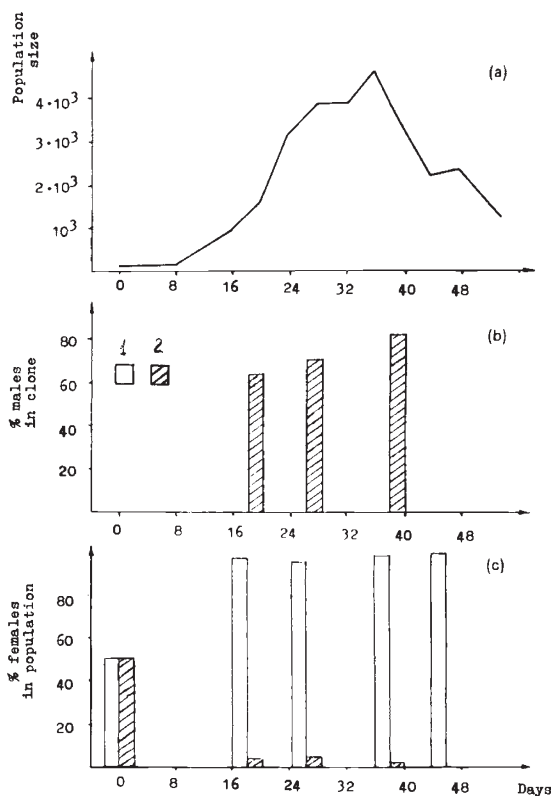 Population
size
(a)
4·10³
3·10³
2·10³
10³
0 8 16 24 32 40 48
% males
in clone
(b)
1 2
80
60
40
20
0 8 16 24 32 40 48
% females
in population
(c)
80
60
40
20
0 8 16 24 32 40 48 Days